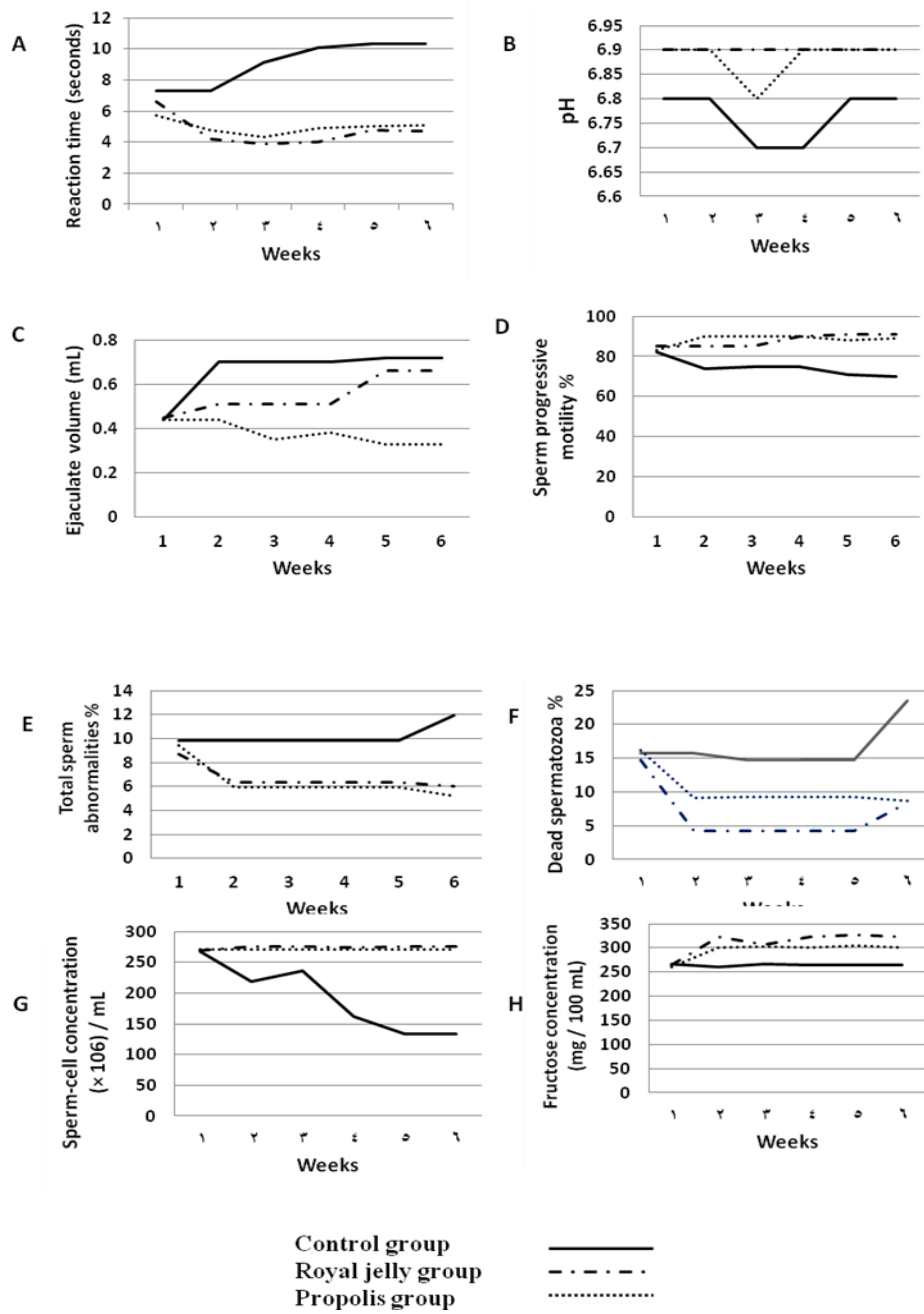 A
Reaction time (seconds)
12
10
8
6
4
2
0
١ ٢ ٣ ٤ ٥ ٦
Weeks
B
pH
6.9
6.85
6.8
6.75
6.7
6.65
6.6
١ ٢ ٣ ٤ ٥ ٦
Weeks
C
Ejaculate volume (mL)
0.8
0.6
0.4
0.2
0
1 2 3 4 5 6
Weeks
D
Sperm progressive
motility %
100
80
60
40
20
0
1 2 3 4 5 6
Weeks
E
Total sperm
abnormalities %
14
12
10
8
6
4
2
0
1 2 3 4 5 6
Weeks
F
Dead spermatozoa %
25
20
15
10
5
0
١ ٢ ٣ ٤ ٥ ٦
Weeks
G
Sperm-cell concentration
(×106) / mL
300
250
200
150
100
50
0
١ ٢ ٣ ٤ ٥ ٦
Weeks
H
Fructose concentration
(mg / 100 mL)
350
300
250
200
150
100
50
0
١ ٢ ٣ ٤ ٥ ٦
Weeks
Control group
Royal jelly group
Propolis group